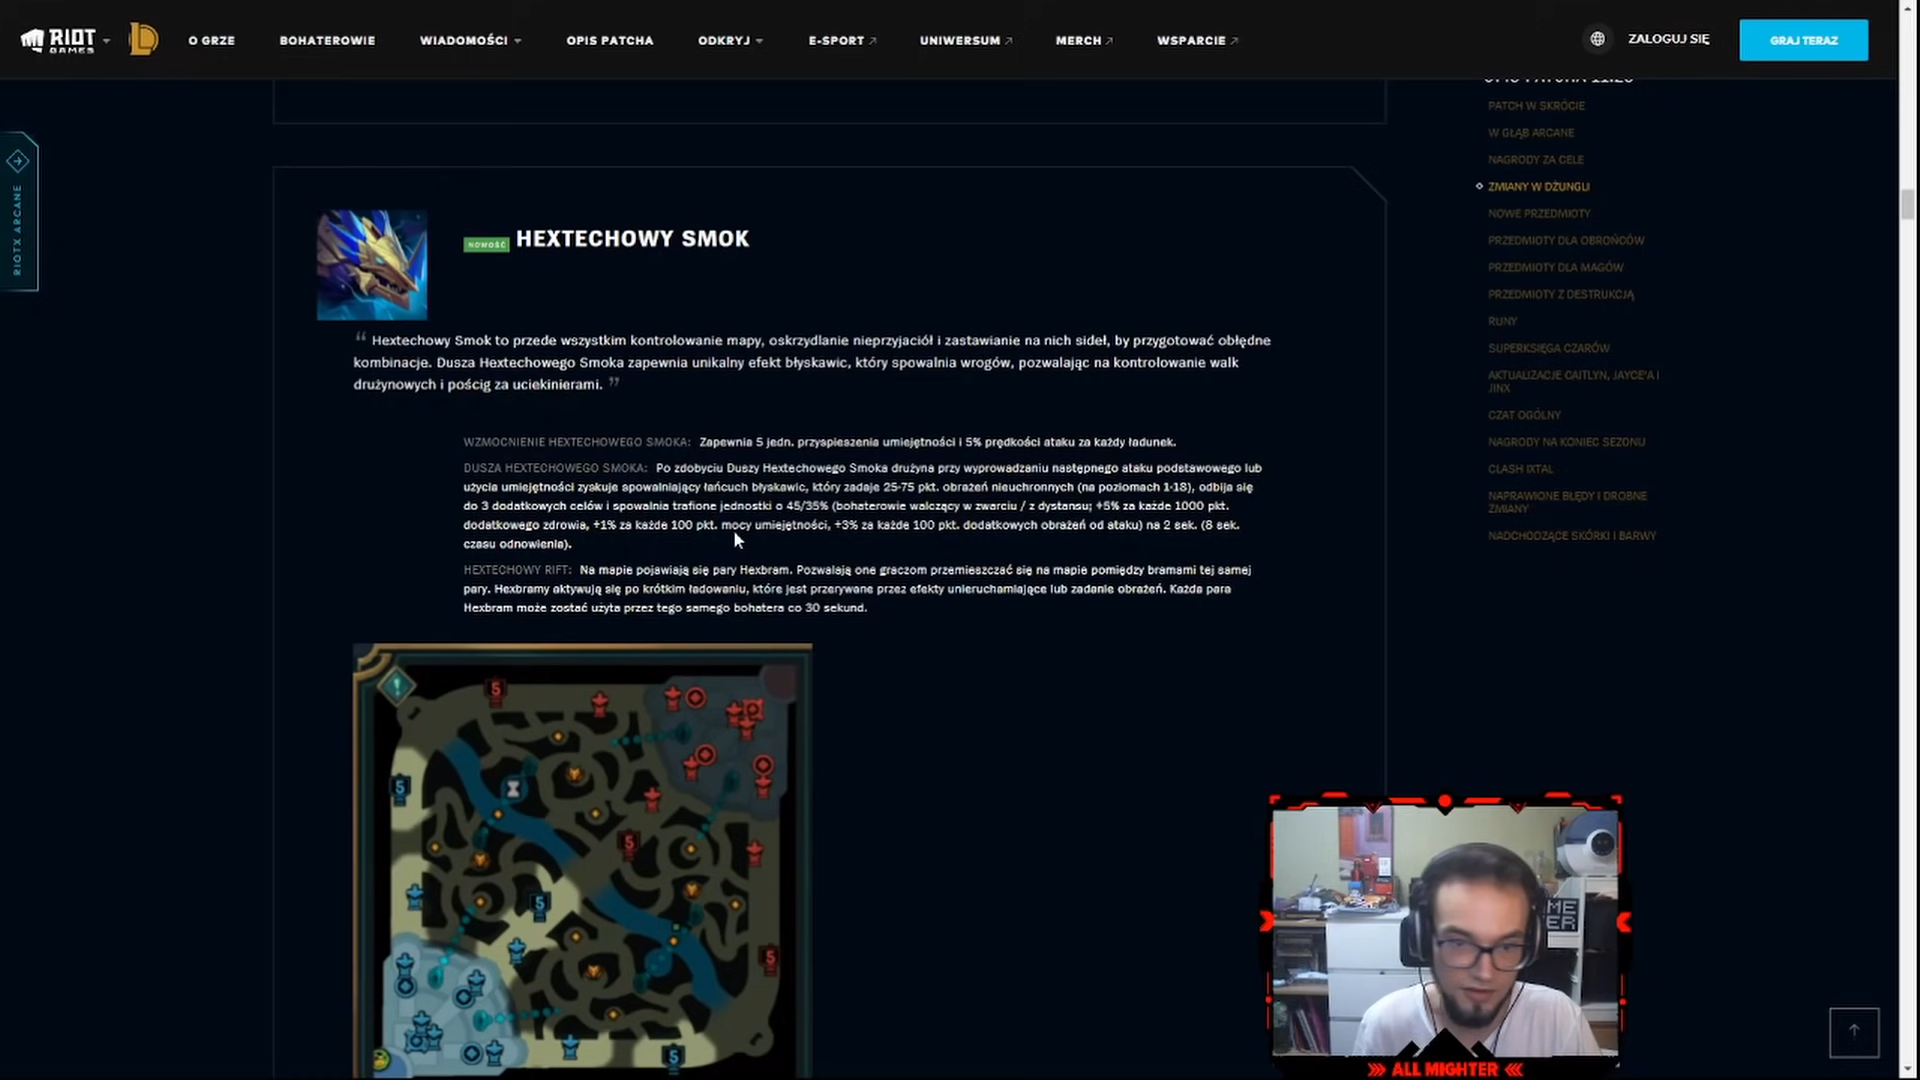 RIOT
GAMES
O GRZE
BOHATEROWIE
WIADOMOŚCI
OPIS PATCHA
ODKRYJ
E-SPORT
UNIWERSUM
MERCH
WSPARCIE
ZALOGUJ SIĘ
GRAJ TERAZ
RIOTX ARCANE
PATCH W SKRÓCIE
W GŁĄB ARCANE
NAGRODY ZA CELE
ZMIANY W DŻUNGLI
NOWE PRZEDMIOTY
PRZEDMIOTY DLA OBROŃCÓW
PRZEDMIOTY DLA MAGÓW
PRZEDMIOTY Z DESTRUKCJĄ
RUNY
SUPERKSIĘGA CZARÓW
AKTUALIZACJE CAITLYN, JAYCE'A I
JINX
CZAT OGÓLNY
NAGRODY NA KONIEC SEZONU
CLASH IXTAL
NAPRAWIONE BŁĘDY I DROBNE
ZMIANY
NADCHODZĄCE SKÓRKI I BARWY
NOWOŚĆ HEXTECHOWY SMOK
“ Hextechowy Smok to przede wszystkim kontrolowanie mapy, oskrzydlanie nieprzyjaciół i zastawianie na nich sideł, by przygotować obłędne
kombinacje. Dusza Hextechowego Smoka zapewnia unikalny efekt błyskawic, który spowalnia wrogów, pozwalając na kontrolowanie walk
drużynowych i pościg za uciekinierami. ”
WZMOCNIENIE HEXTECHOWEGO SMOKA: Zapewnia 5 jedn. przyspieszenia umiejętności i 5% prędkości ataku za każdy ładunek.
DUSZA HEXTECHOWEGO SMOKA: Po zdobyciu Duszy Hextechowego Smoka drużyna przy wyprowadzaniu następnego ataku podstawowego lub
użycia umiejętności zyskuje spowalniający łańcuch błyskawic, który zadaje 25-75 pkt. obrażeń nieuchronnych (na poziomach 1-18), odbija się
do 3 dodatkowych celów i spowalnia trafione jednostki o 45/35% (bohaterowie walczący w zwarciu / z dystansu; +5% za każde 1000 pkt.
dodatkowego zdrowia, +1% za każde 100 pkt. mocy umiejętności, +3% za każde 100 pkt. dodatkowych obrażeń od ataku) na 2 sek. (8 sek.
czasu odnowienia).
HEXTECHOWY RIFT: Na mapie pojawiają się pary Hexbram. Pozwalają one graczom przemieszczać się na mapie pomiędzy bramami tej samej
pary. Hexbramy aktywują się po krótkim ładowaniu, które jest przerywane przez efekty unieruchamiające lub zadanie obrażeń. Każda para
Hexbram może zostać użyta przez tego samego bohatera co 30 sekund.
5
5
5
5
5
5
ALL MIGHTER